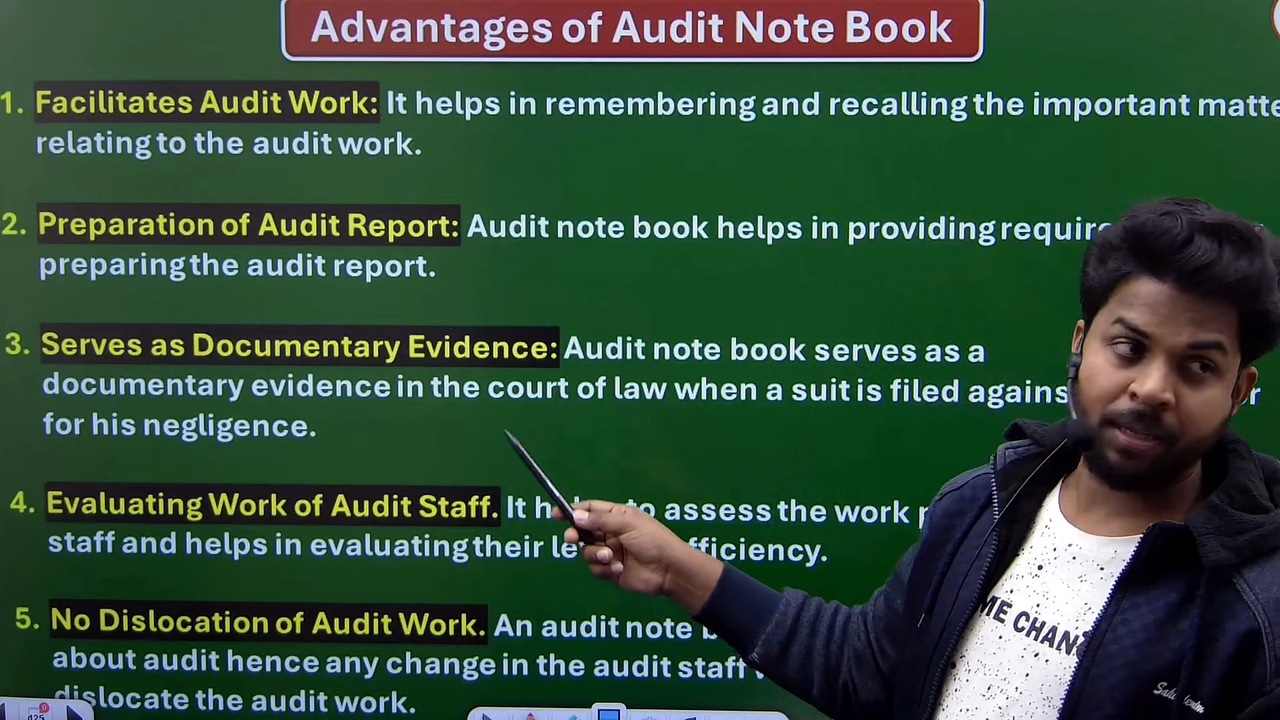 Advantages of Audit Note Book
1. Facilitates Audit Work: It helps in remembering and recalling the important
relating to the audit work.
2. Preparation of Audit Report: Audit note book helps in providing
preparing the audit report.
3. Serves as Documentary Evidence: Audit note book serves as a
documentary evidence in the court of law when a suit is filed
for his negligence.
4. Evaluating Work of Audit Staff. It to assess the work
staff and helps in evaluating their efficiency.
5. No Dislocation of Audit Work. An audit note
about audit hence any change in the audit staff
dislocate the audit work.
ME CHAN
425